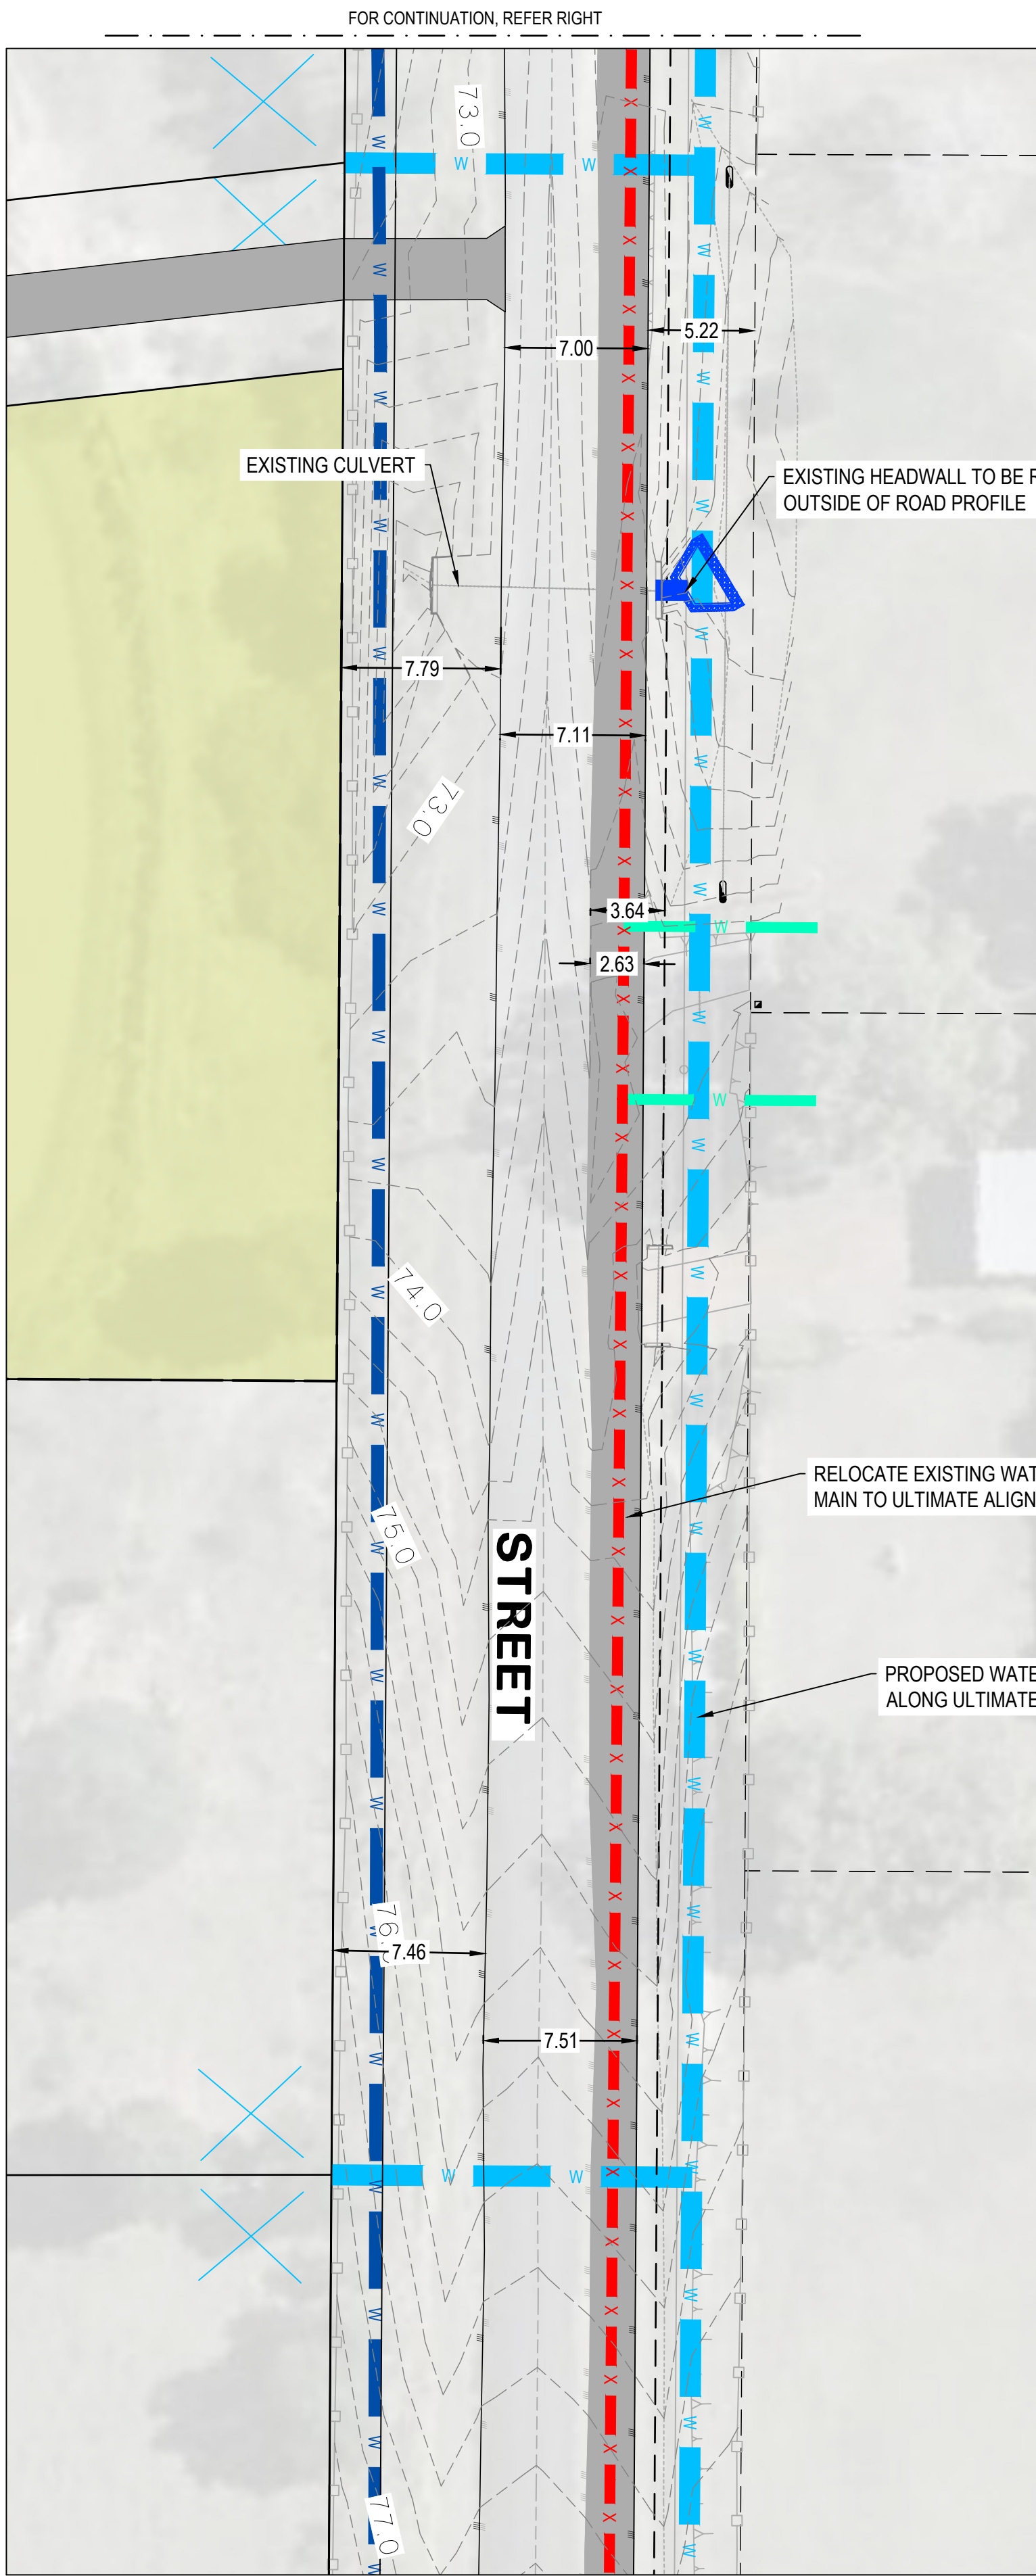 FOR CONTINUATION, REFER RIGHT
73.0
W
W
5.22
7.00
EXISTING CULVERT
EXISTING HEADWALL TO BE R
OUTSIDE OF ROAD PROFILE
7.79
7.11
73.0
3.64
W
2.63
W
74.0
RELOCATE EXISTING WAT
MAIN TO ULTIMATE ALIGN
75.0
STREET
PROPOSED WATE
ALONG ULTIMATE
76.
7.46
7.51
W
W
77.0